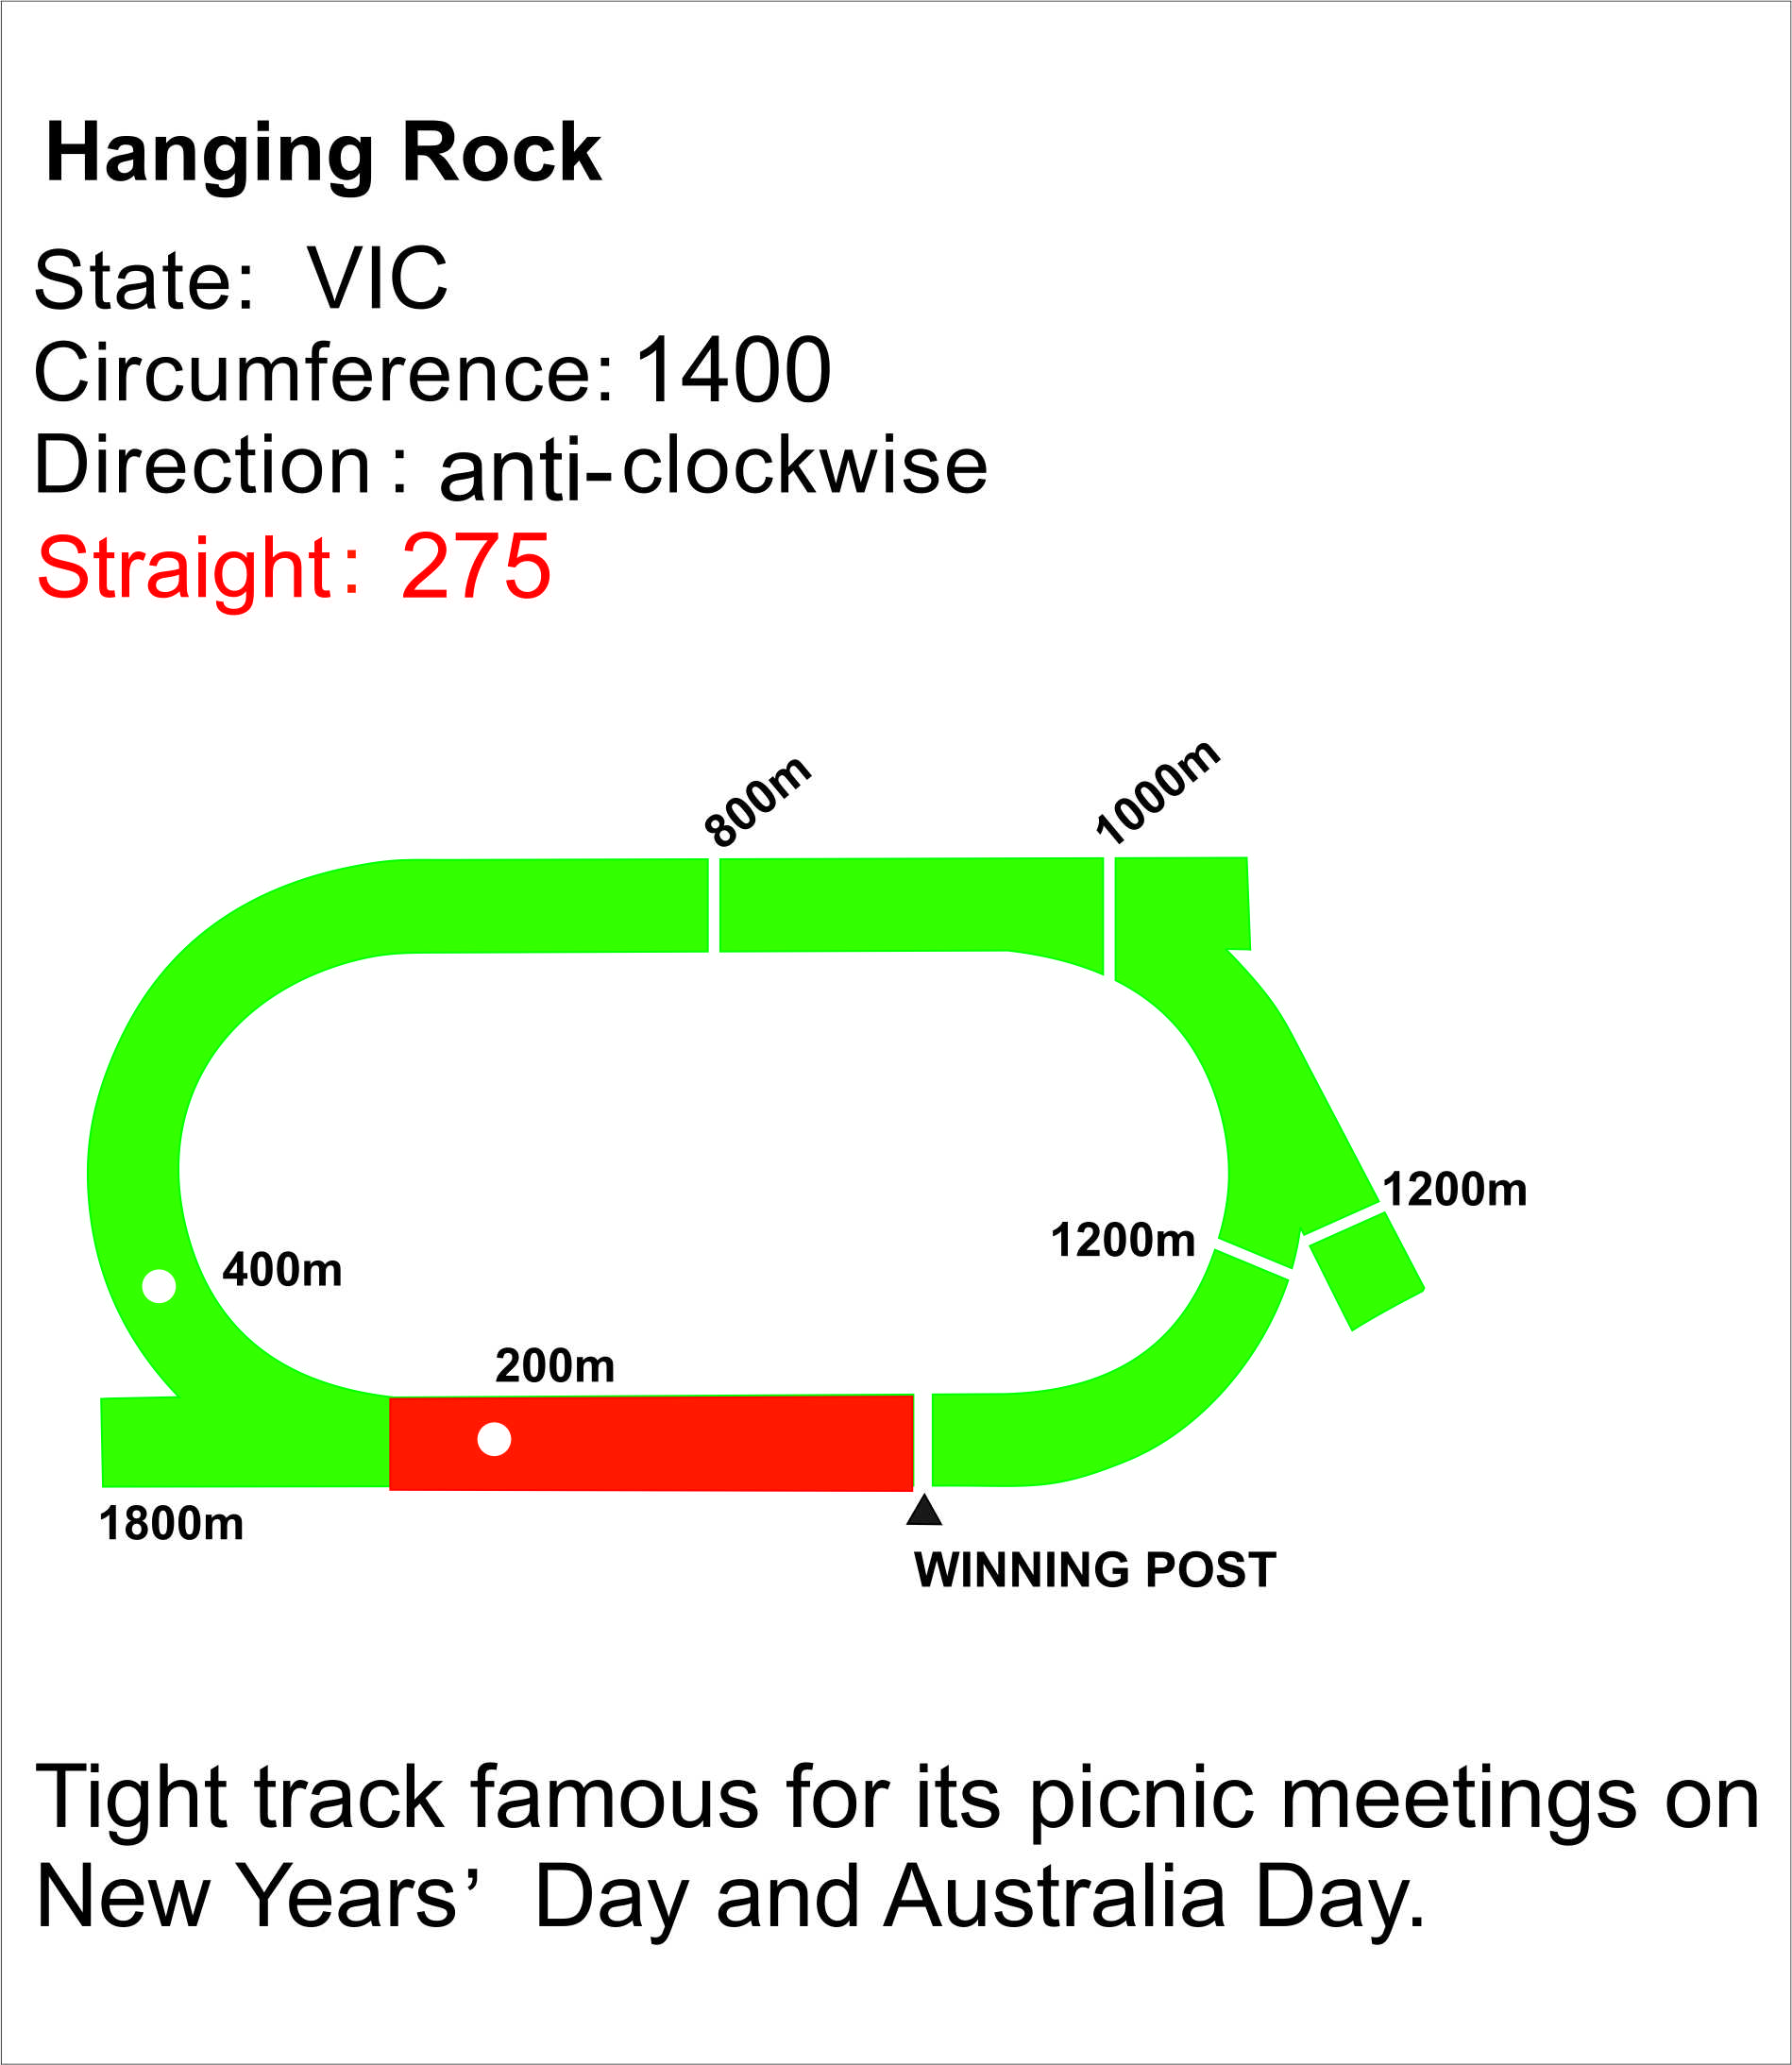 Hanging Rock
State: VIC
Circumference: 1400
Direction : anti-clockwise
Straight : 275
800m
1000m
1200m
1200m
400m
200m
1800m
WINNING POST
Tight track famous for its picnic meetings on
New Years’ Day and Australia Day.